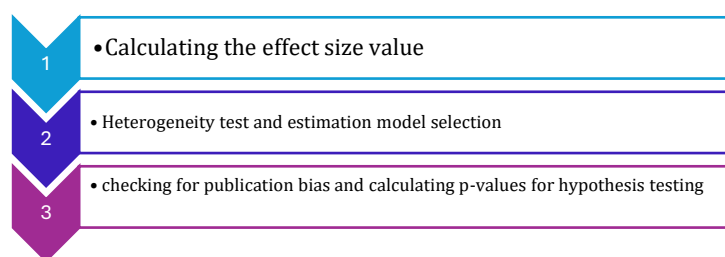 1
•Calculating the effect size value
2
• Heterogeneity test and estimation model selection
3
• checking for publication bias and calculating p-values for hypothesis testing